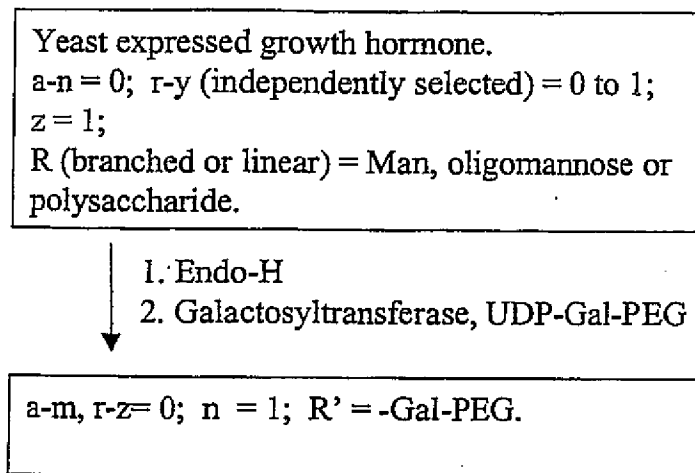 Yeast expressed growth hormone.
a-n = 0; r-y (independently selected) = 0 to 1;
z = 1;
R (branched or linear) = Man, oligomannose or
polysaccharide.
1. Endo-H
2. Galactosyltransferase, UDP-Gal-PEG
a-m, r-z= 0; n = 1; R' = -Gal-PEG.